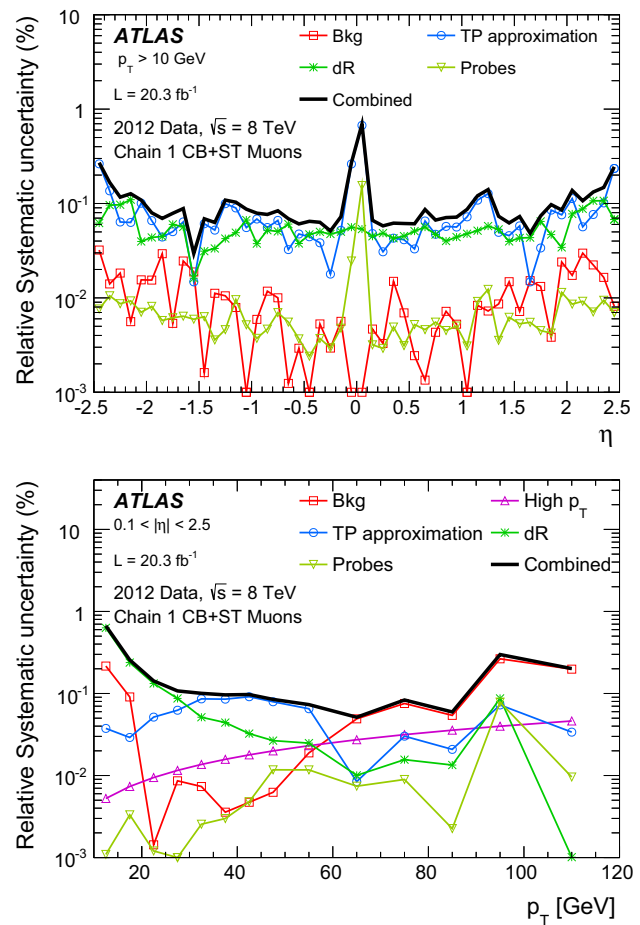 Relative Systematic uncertainty (%)
ATLAS
p_T > 10 GeV
L = 20.3 fb⁻¹
2012 Data, √s = 8 TeV
Chain 1 CB+ST Muons
Bkg
TP approximation
dR
Probes
Combined
10
1
10⁻¹
10⁻²
10⁻³
-2.5 -2 -1.5 -1 -0.5 0 0.5 1 1.5 2 2.5
η
Relative Systematic uncertainty (%)
ATLAS
0.1 < |η| < 2.5
L = 20.3 fb⁻¹
2012 Data, √s = 8 TeV
Chain 1 CB+ST Muons
Bkg
High p_T
TP approximation
dR
Probes
Combined
10
1
10⁻¹
10⁻²
10⁻³
20 40 60 80 100 120
p_T [GeV]